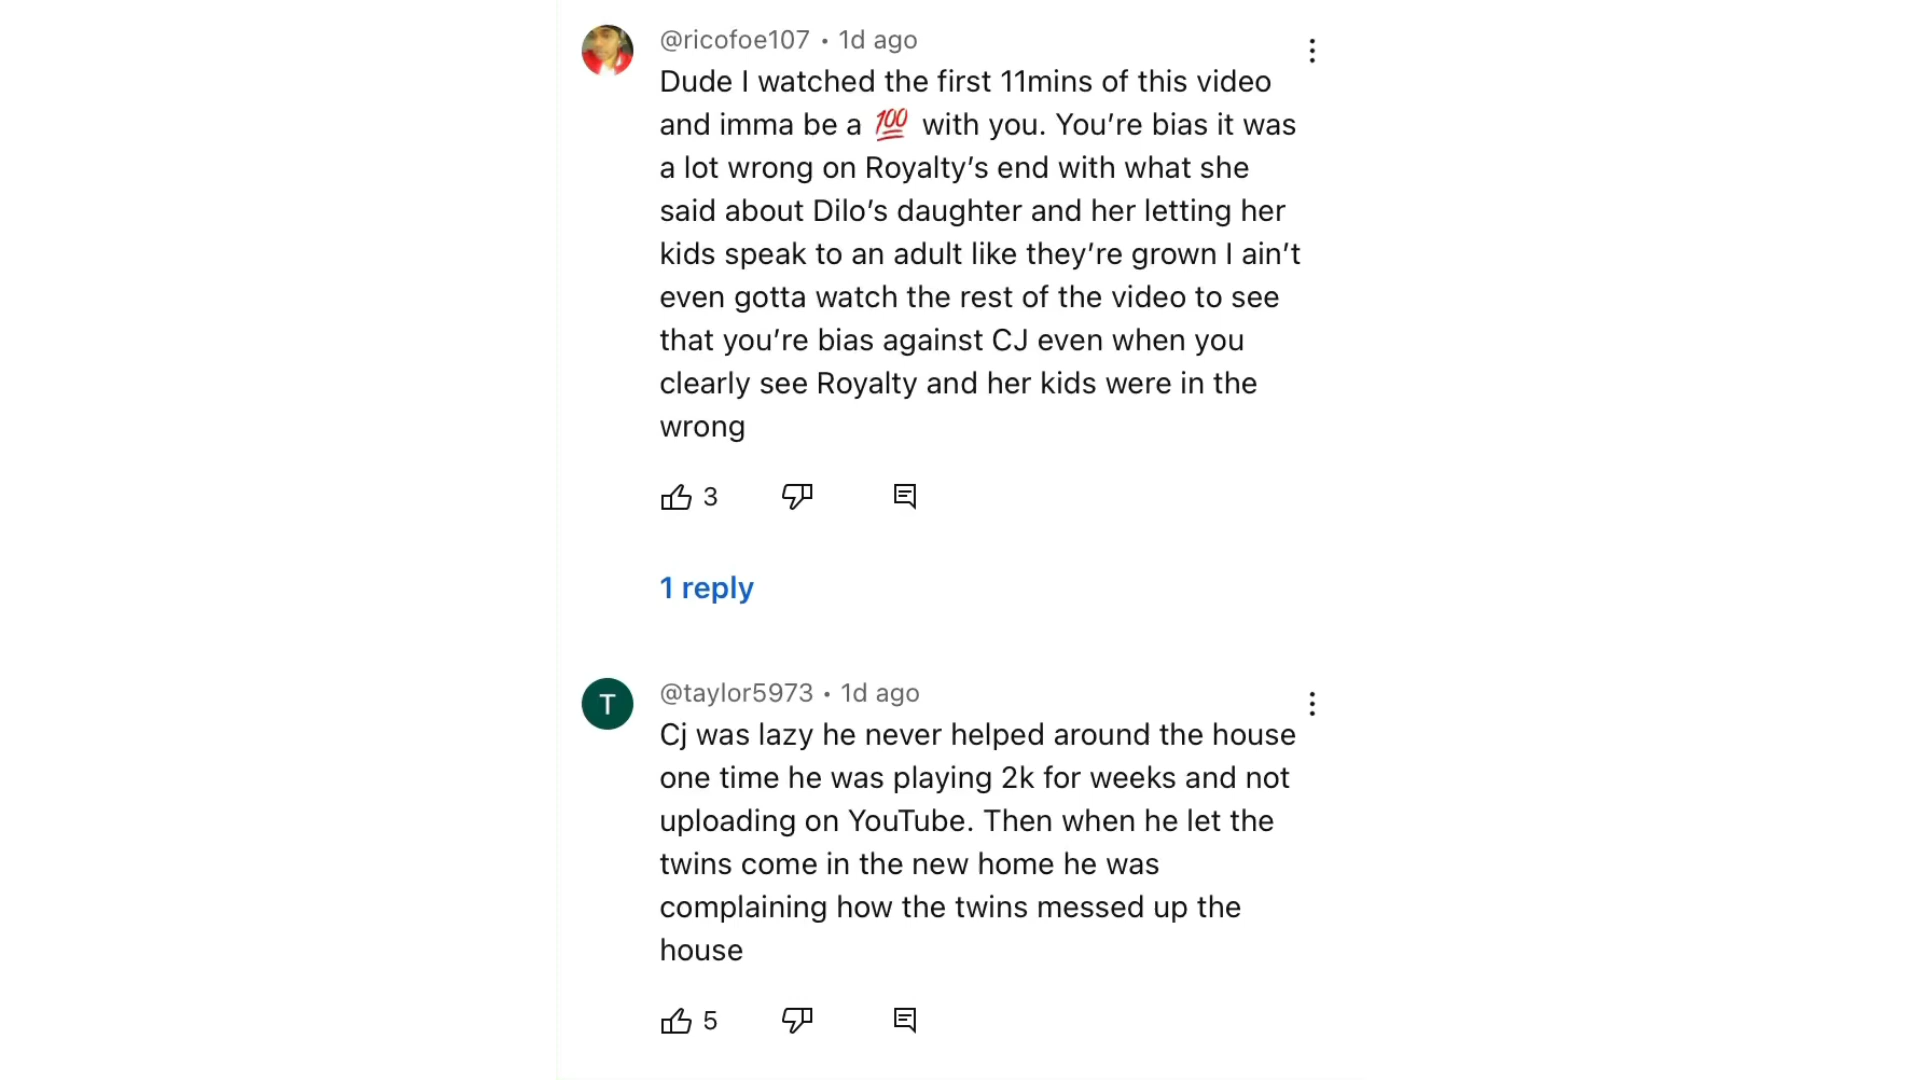 @ricofoe107 • 1d ago
Dude I watched the first 11mins of this video
and imma be a 💯 with you. You’re bias it was
a lot wrong on Royalty’s end with what she
said about Dilo’s daughter and her letting her
kids speak to an adult like they’re grown I ain’t
even gotta watch the rest of the video to see
that you’re bias against CJ even when you
clearly see Royalty and her kids were in the
wrong
3
1 reply
T
@taylor5973 • 1d ago
Cj was lazy he never helped around the house
one time he was playing 2k for weeks and not
uploading on YouTube. Then when he let the
twins come in the new home he was
complaining how the twins messed up the
house
5